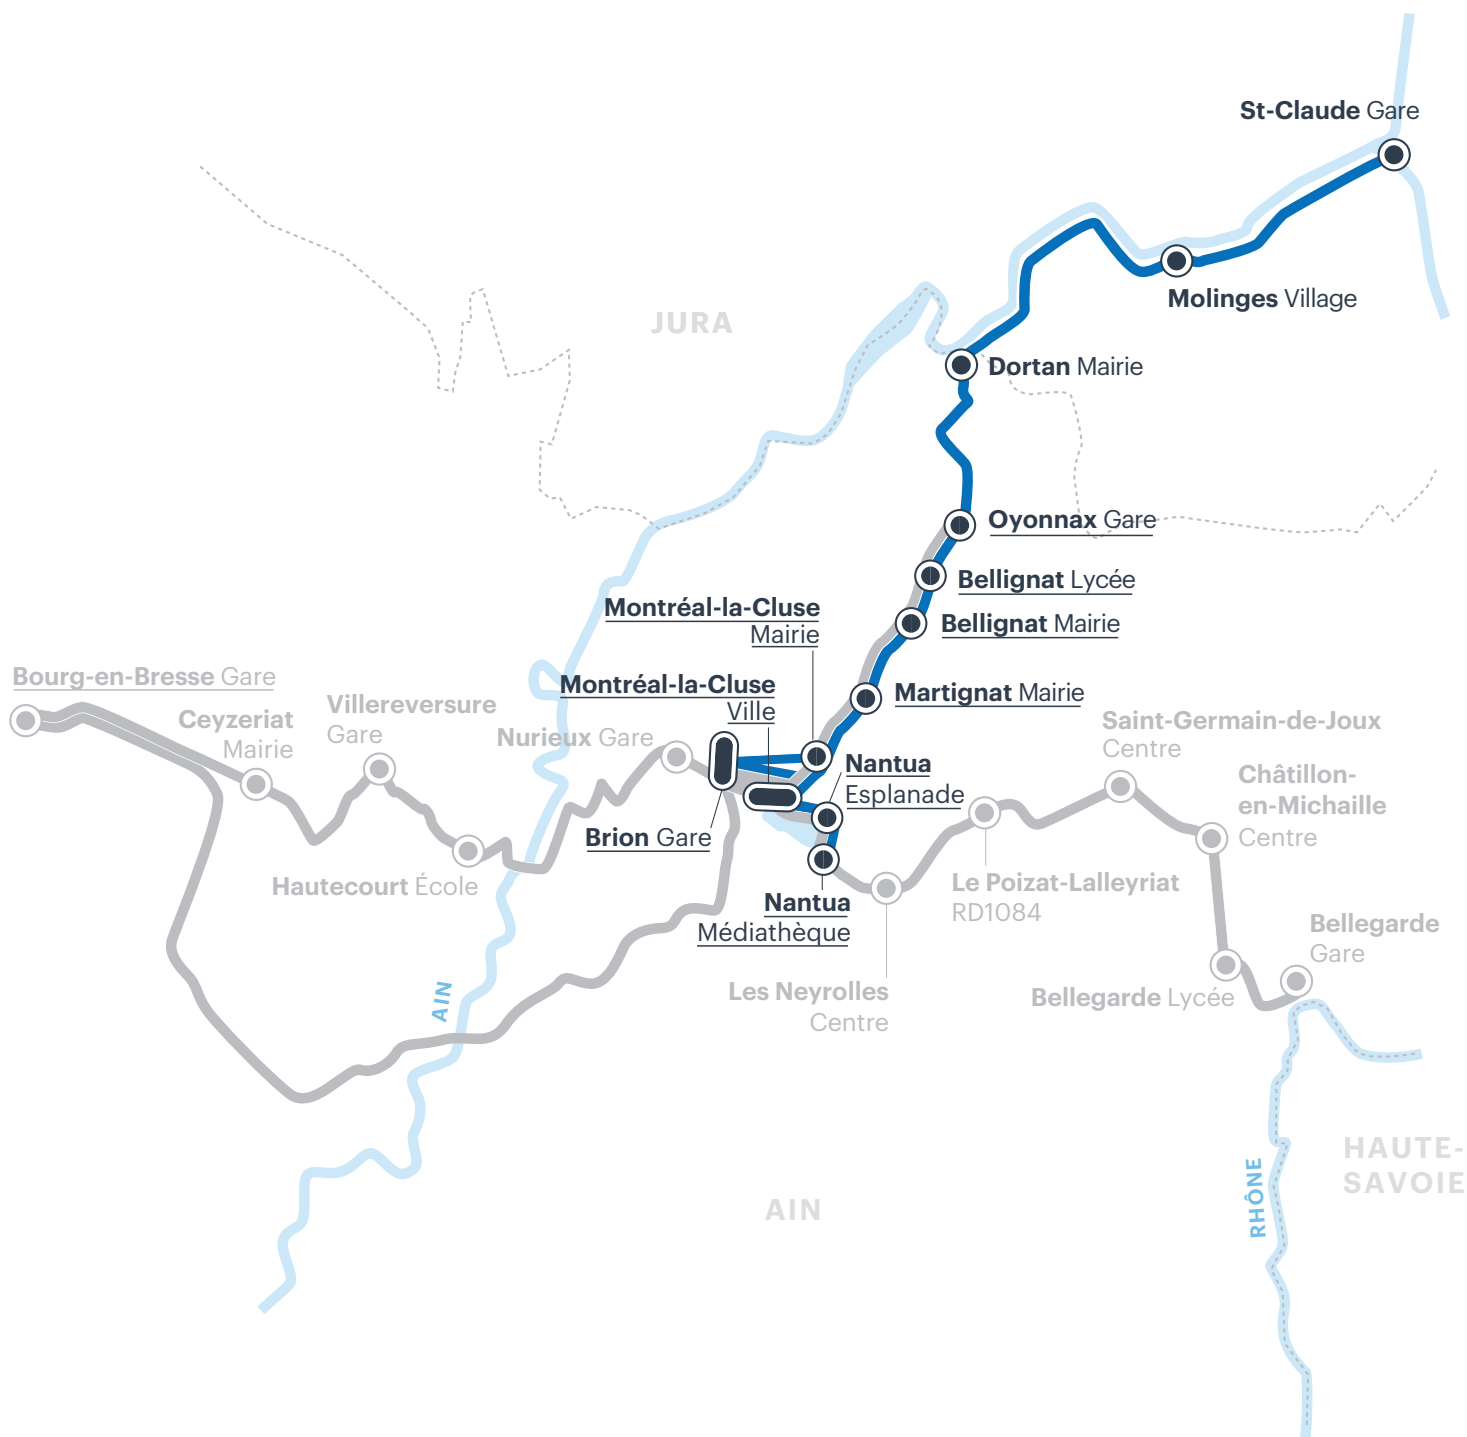 St-Claude Gare
Molinges Village
JURA
Dortan Mairie
Oyonnax Gare
Bellignat Lycée
Montréal-la-Cluse
Mairie
Bellignat Mairie
Bourg-en-Bresse Gare
Montréal-la-Cluse
Ville
Martignat Mairie
Villereversure
Gare
Ceyzeriat
Mairie
Nurieux Gare
Saint-Germain-de-Joux
Centre
Nantua
Esplanade
Châtillon-
en-Michaille
Centre
Brion Gare
Hautecourt École
Le Poizat-Lalleyriat
RD1084
Nantua
Médiathèque
Bellegarde
Gare
Les Neyrolles
Centre
Bellegarde Lycée
AIN
HAUTE-
SAVOIE
RHÔNE
AIN